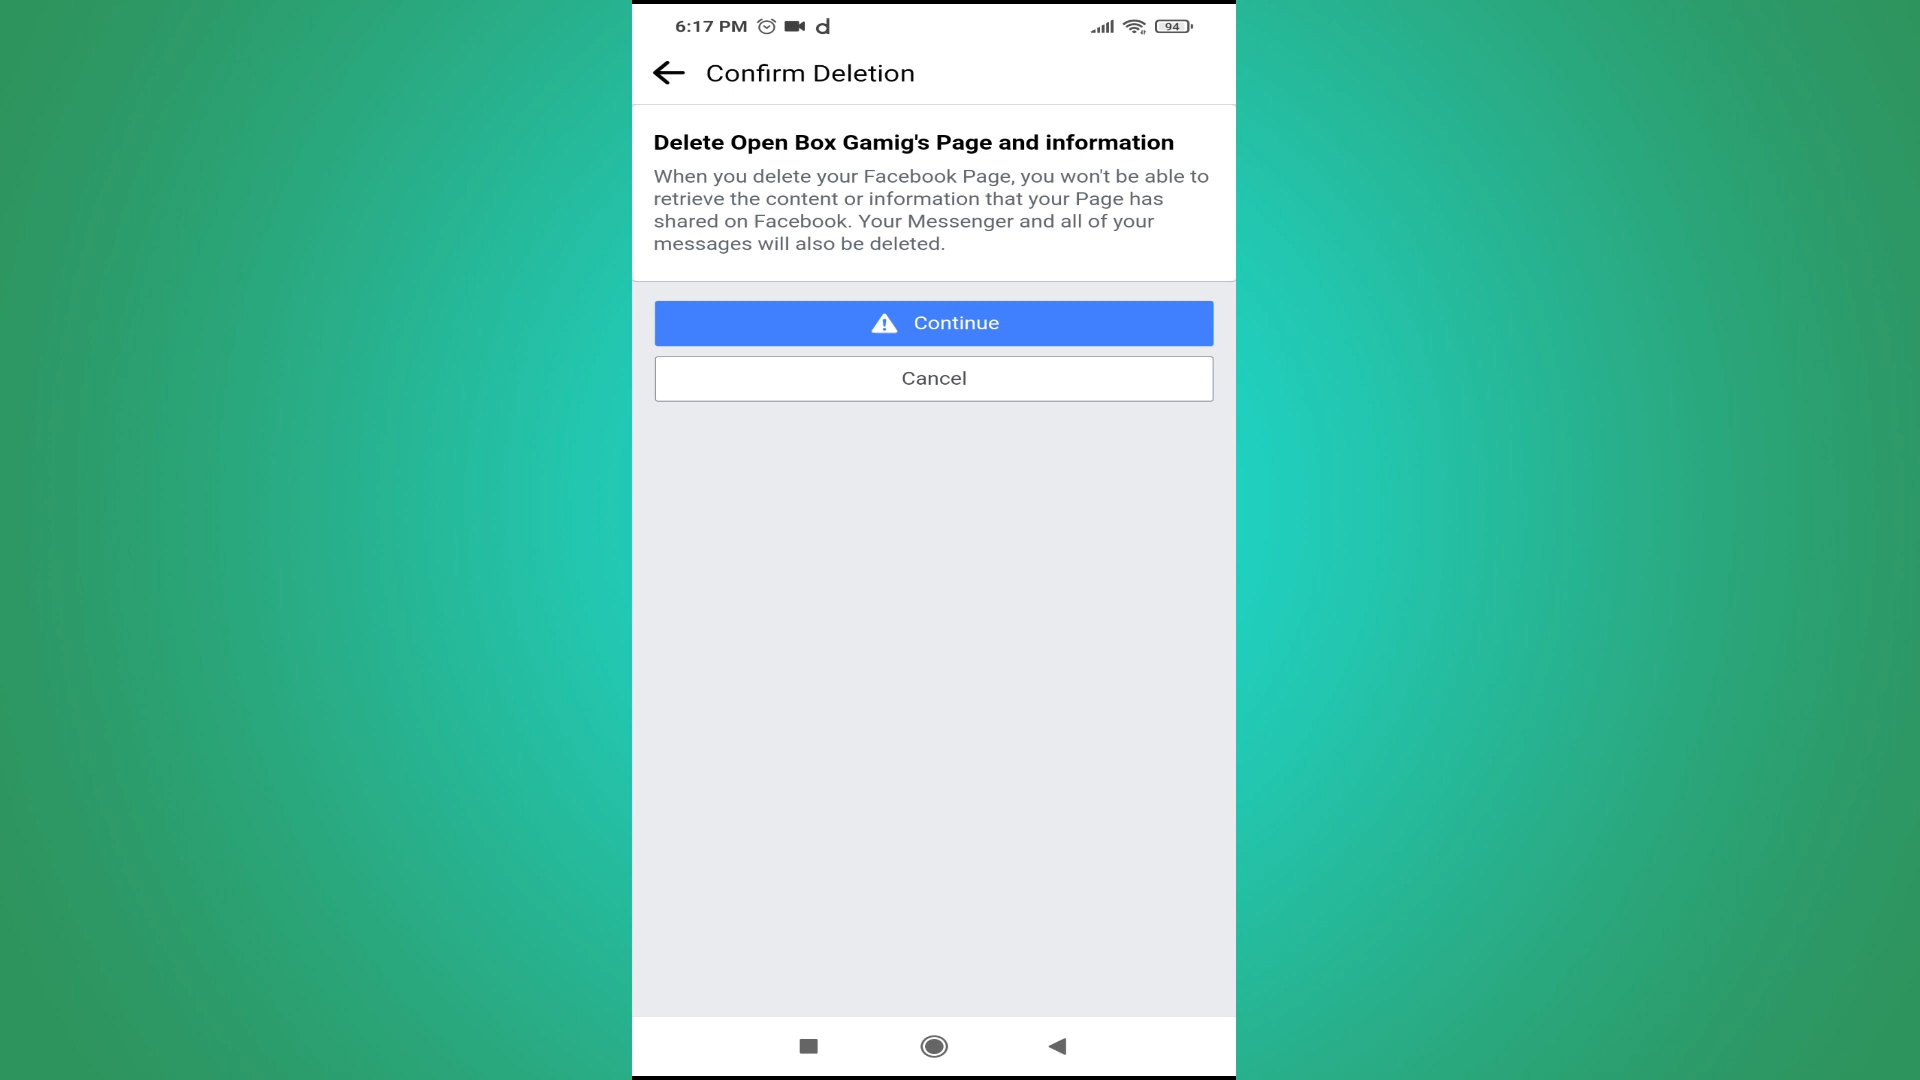 6:17 PM d 94
Confirm Deletion
Delete Open Box Gamig's Page and information
When you delete your Facebook Page, you won't be able to
retrieve the content or information that your Page has
shared on Facebook. Your Messenger and all of your
messages will also be deleted.
Continue
Cancel